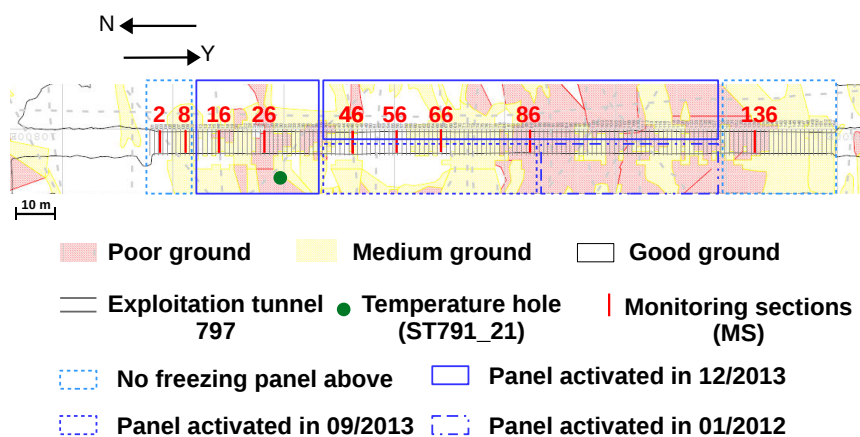 N
Y
2 8 16 26 46 56 66 86 136
10 m
Poor ground Medium ground Good ground
Exploitation tunnel Temperature hole Monitoring sections
797 (ST791_21) (MS)
No freezing panel above Panel activated in 12/2013
Panel activated in 09/2013 Panel activated in 01/2012